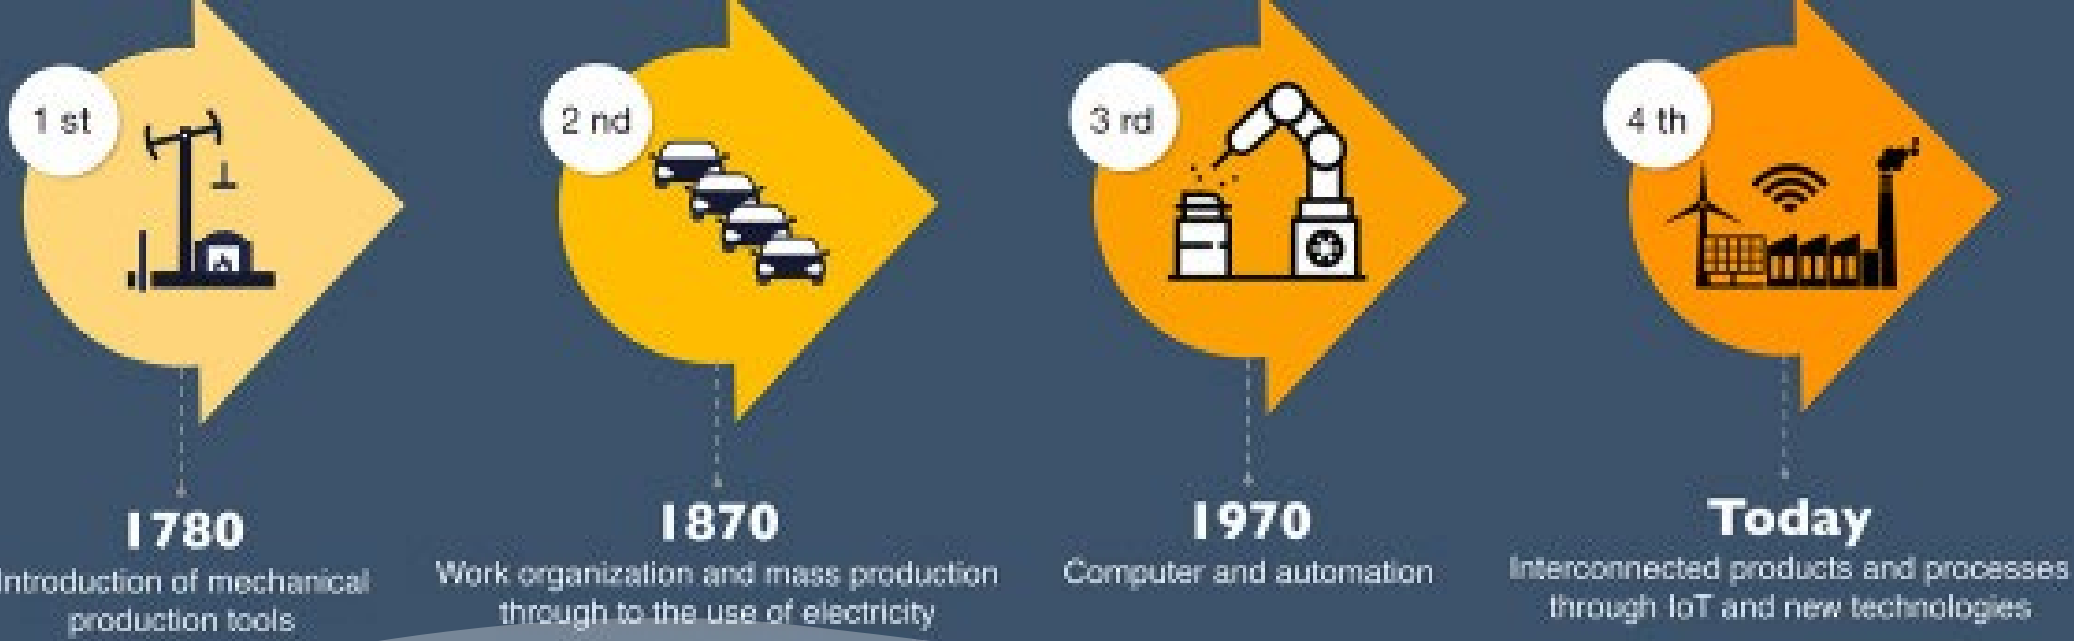 1 st
2 nd
3 rd
4 th
1780
Introduction of mechanical
production tools
1870
Work organization and mass production
through to the use of electricity
1970
Computer and automation
Today
Interconnected products and processes
through IoT and new technologies